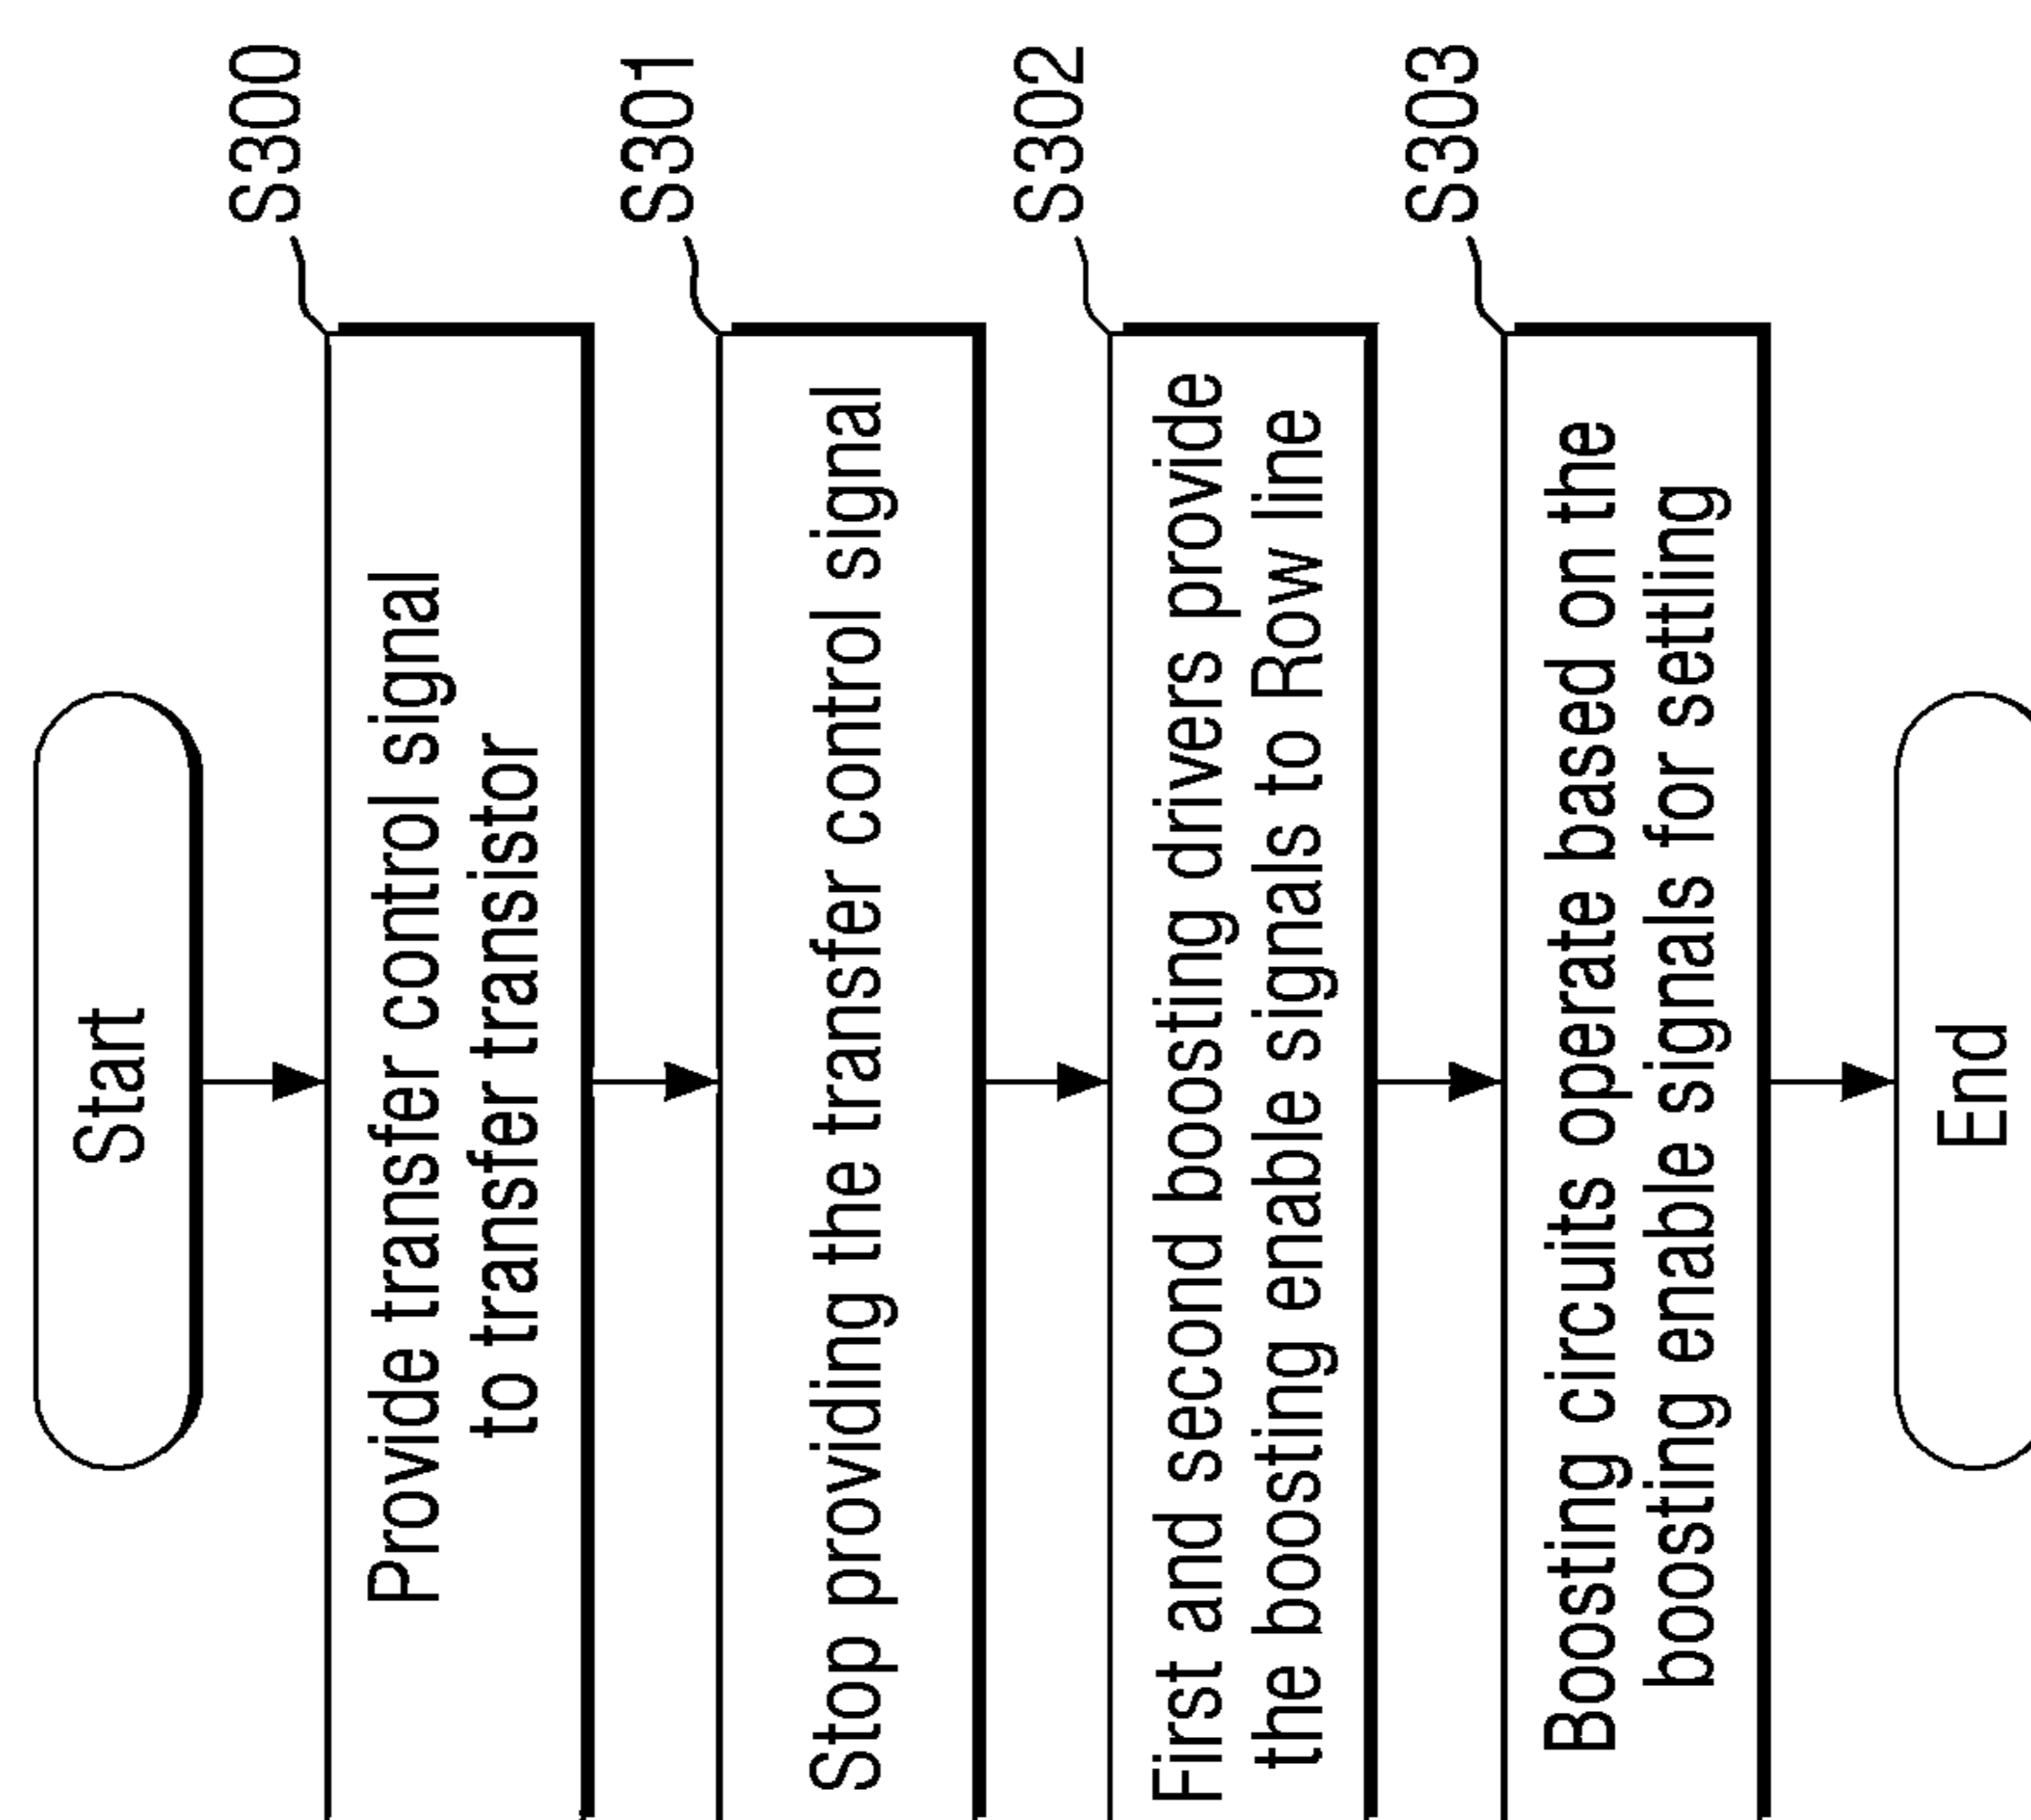 Start
S300
Provide transfer control signal
to transfer transistor
S301
Stop providing the transfer control signal
S302
First and second boosting drivers provide
the boosting enable signals to Row line
S303
Boosting circuits operate based on the
boosting enable signals for settling
End